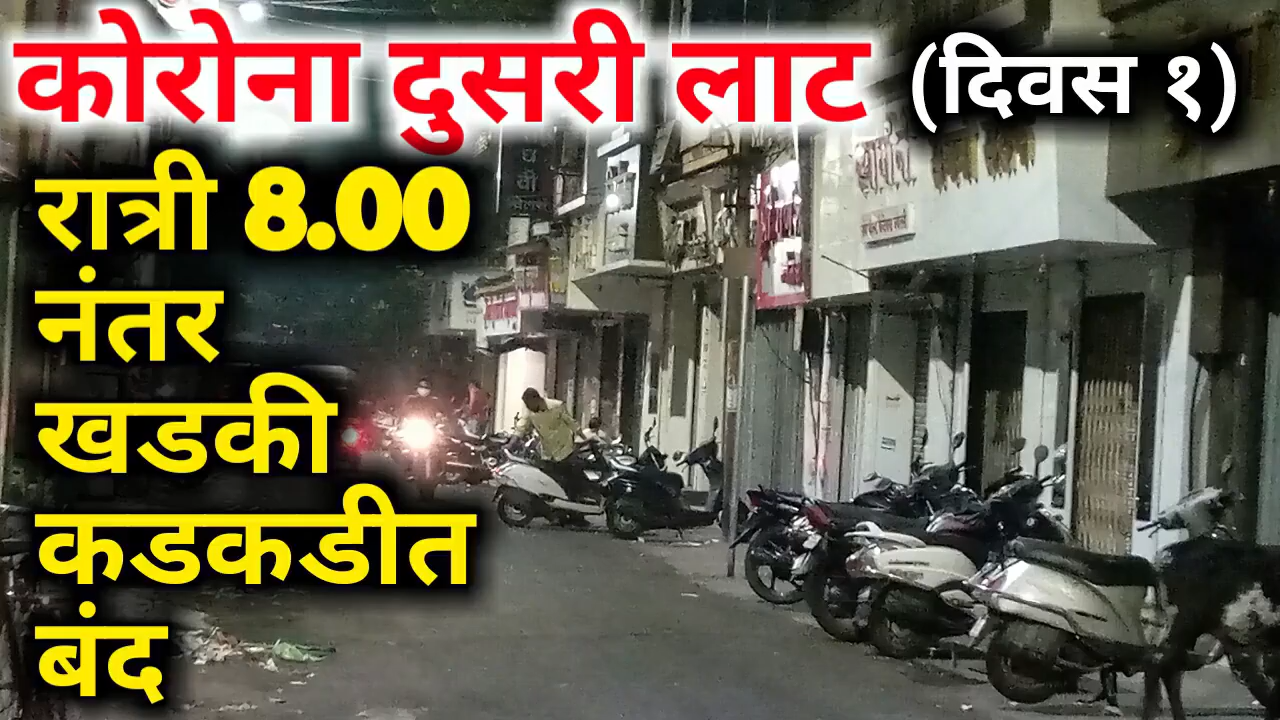 कोरोना दुसरी लाट (दिवस १)
रात्री 8.00
नंतर
खडकी
कडकडीत
बंद